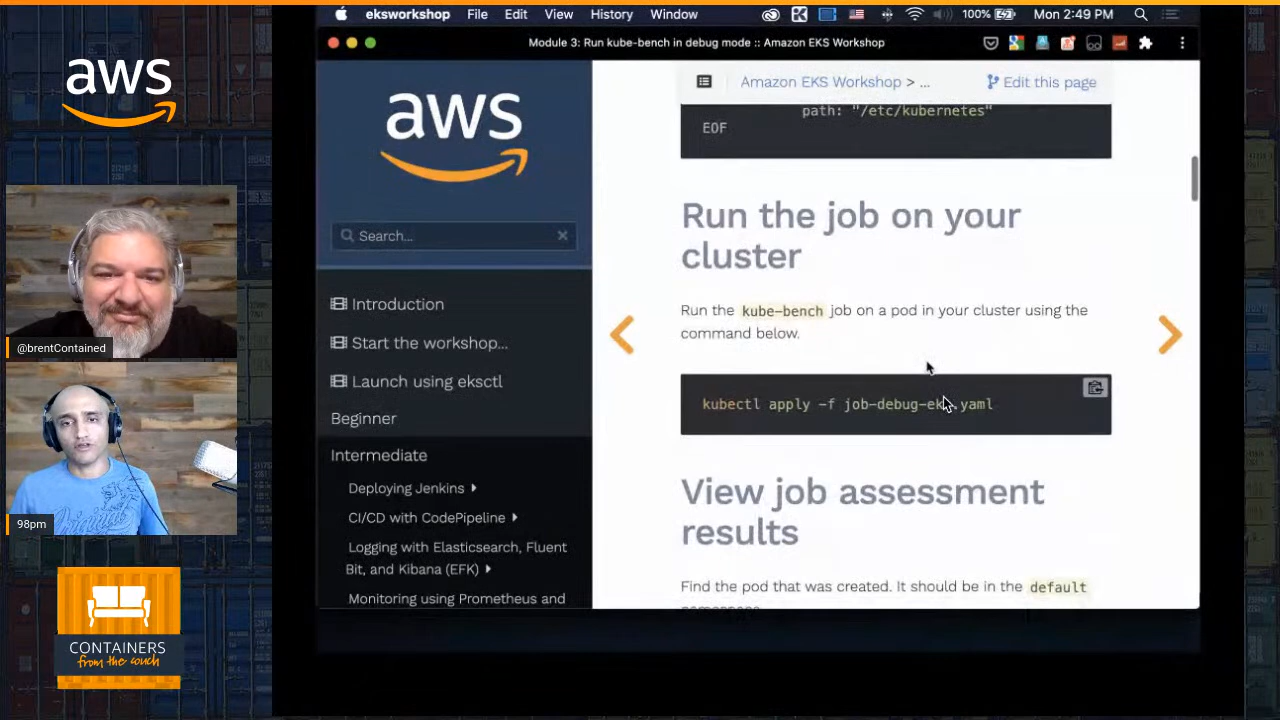 eksworkshop File Edit View History Window 100% Mon 2:49 PM
Module 3: Run kube-bench in debug mode :: Amazon EKS Workshop
aws
aws
Search...
Introduction
Start the workshop...
Launch using eksctl
Beginner
Intermediate
Deploying Jenkins
CI/CD with CodePipeline
Logging with Elasticsearch, Fluent
Bit, and Kibana (EFK)
Monitoring using Prometheus and
Amazon EKS Workshop > ...
Edit this page
path: "/etc/kubernetes"
EOF
Run the job on your
cluster
Run the kube-bench job on a pod in your cluster using the
command below.
kubectl apply -f job-debug-eks.yaml
View job assessment
results
Find the pod that was created. It should be in the default
@brentContained
98pm
CONTAINERS
from the couch